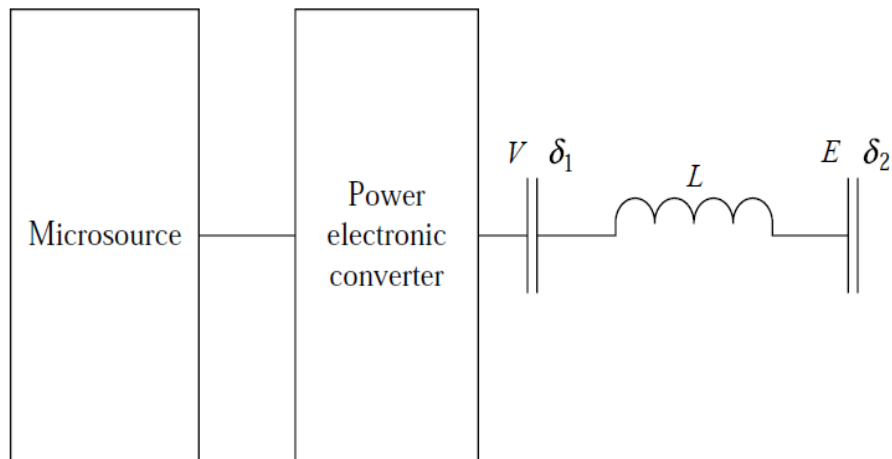 Microsource
Power
electronic
converter
V δ₁
L
E δ₂